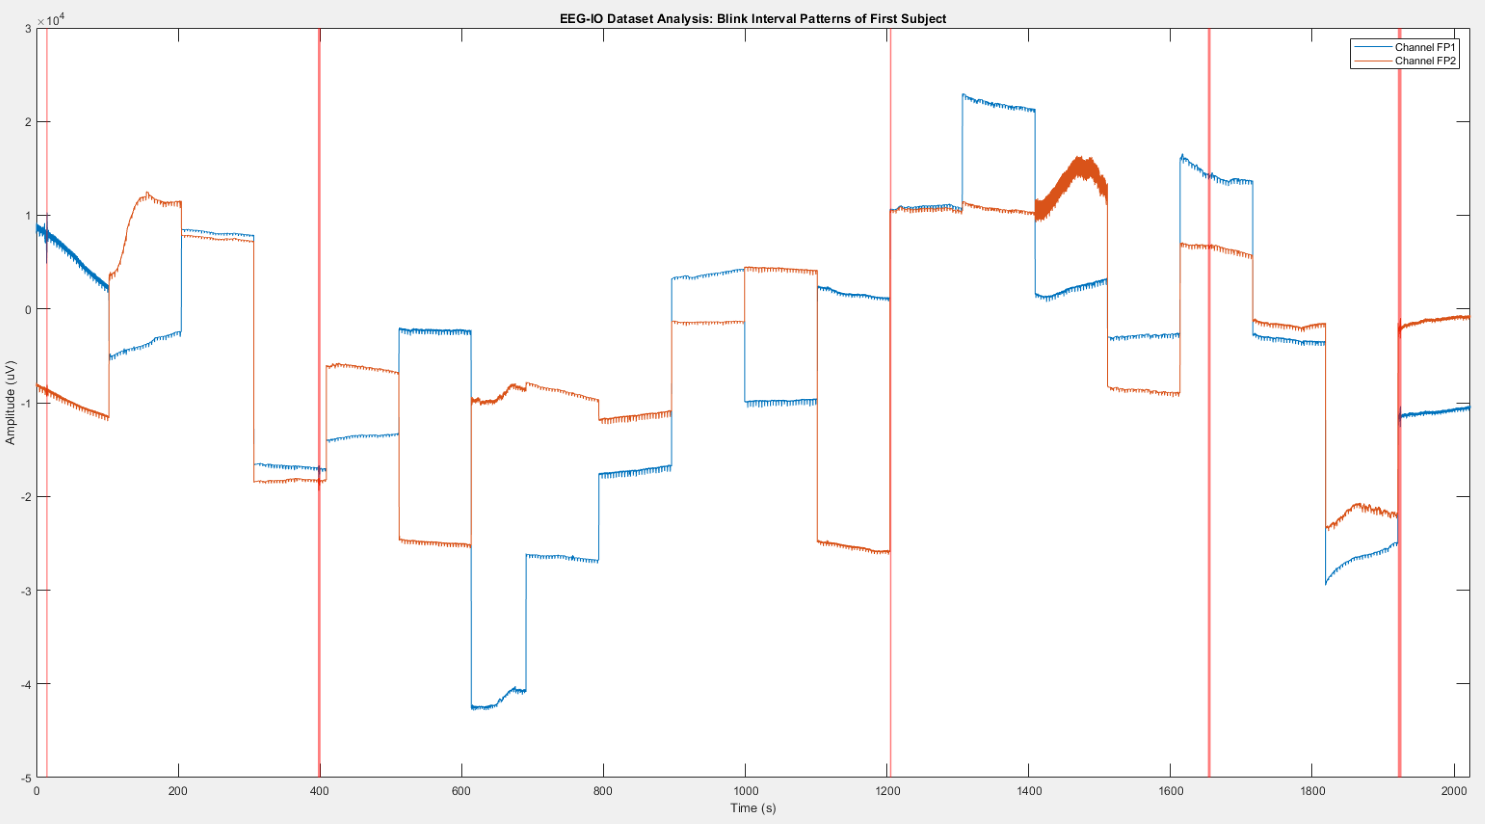 EEG-IO Dataset Analysis: Blink Interval Patterns of First Subject
×10^4
Channel FP1
Channel FP2
3
2
1
0
-1
-2
-3
-4
-5
Amplitude (uV)
0 200 400 600 800 1000 1200 1400 1600 1800 2000
Time (s)